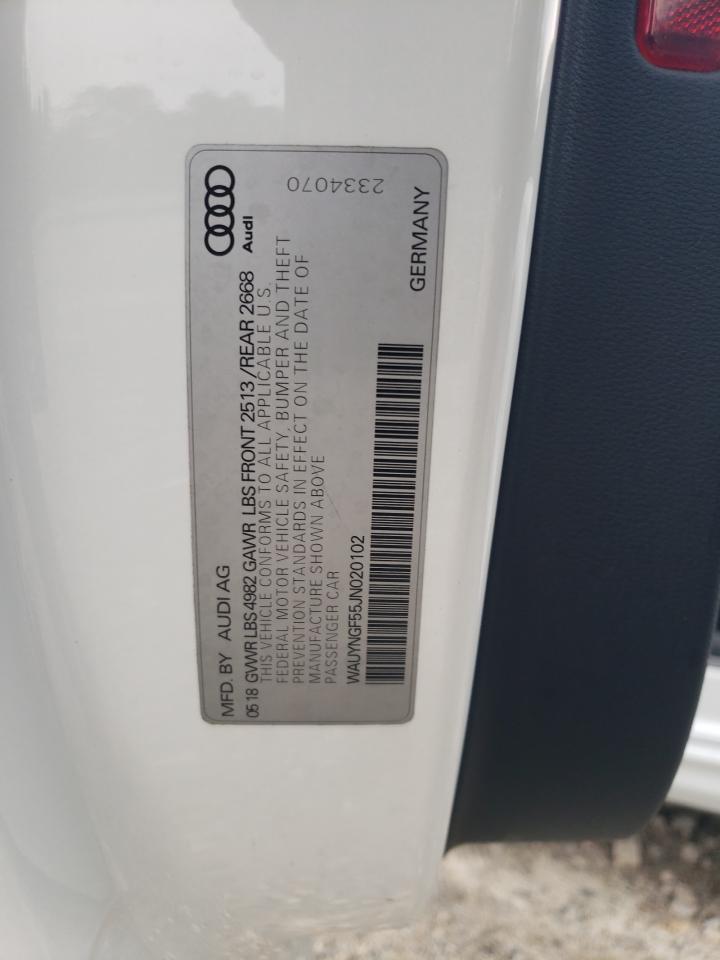 MFD. BY AUDI AG
Audi
05 18 GVWR LBS 4982 GAWR LBS FRONT 2513 / REAR 2668
THIS VEHICLE CONFORMS TO ALL APPLICABLE U.S.
FEDERAL MOTOR VEHICLE SAFETY, BUMPER AND THEFT
PREVENTION STANDARDS IN EFFECT ON THE DATE OF
MANUFACTURE SHOWN ABOVE
PASSENGER CAR
2334070
WAUYNGF55JN020102
GERMANY